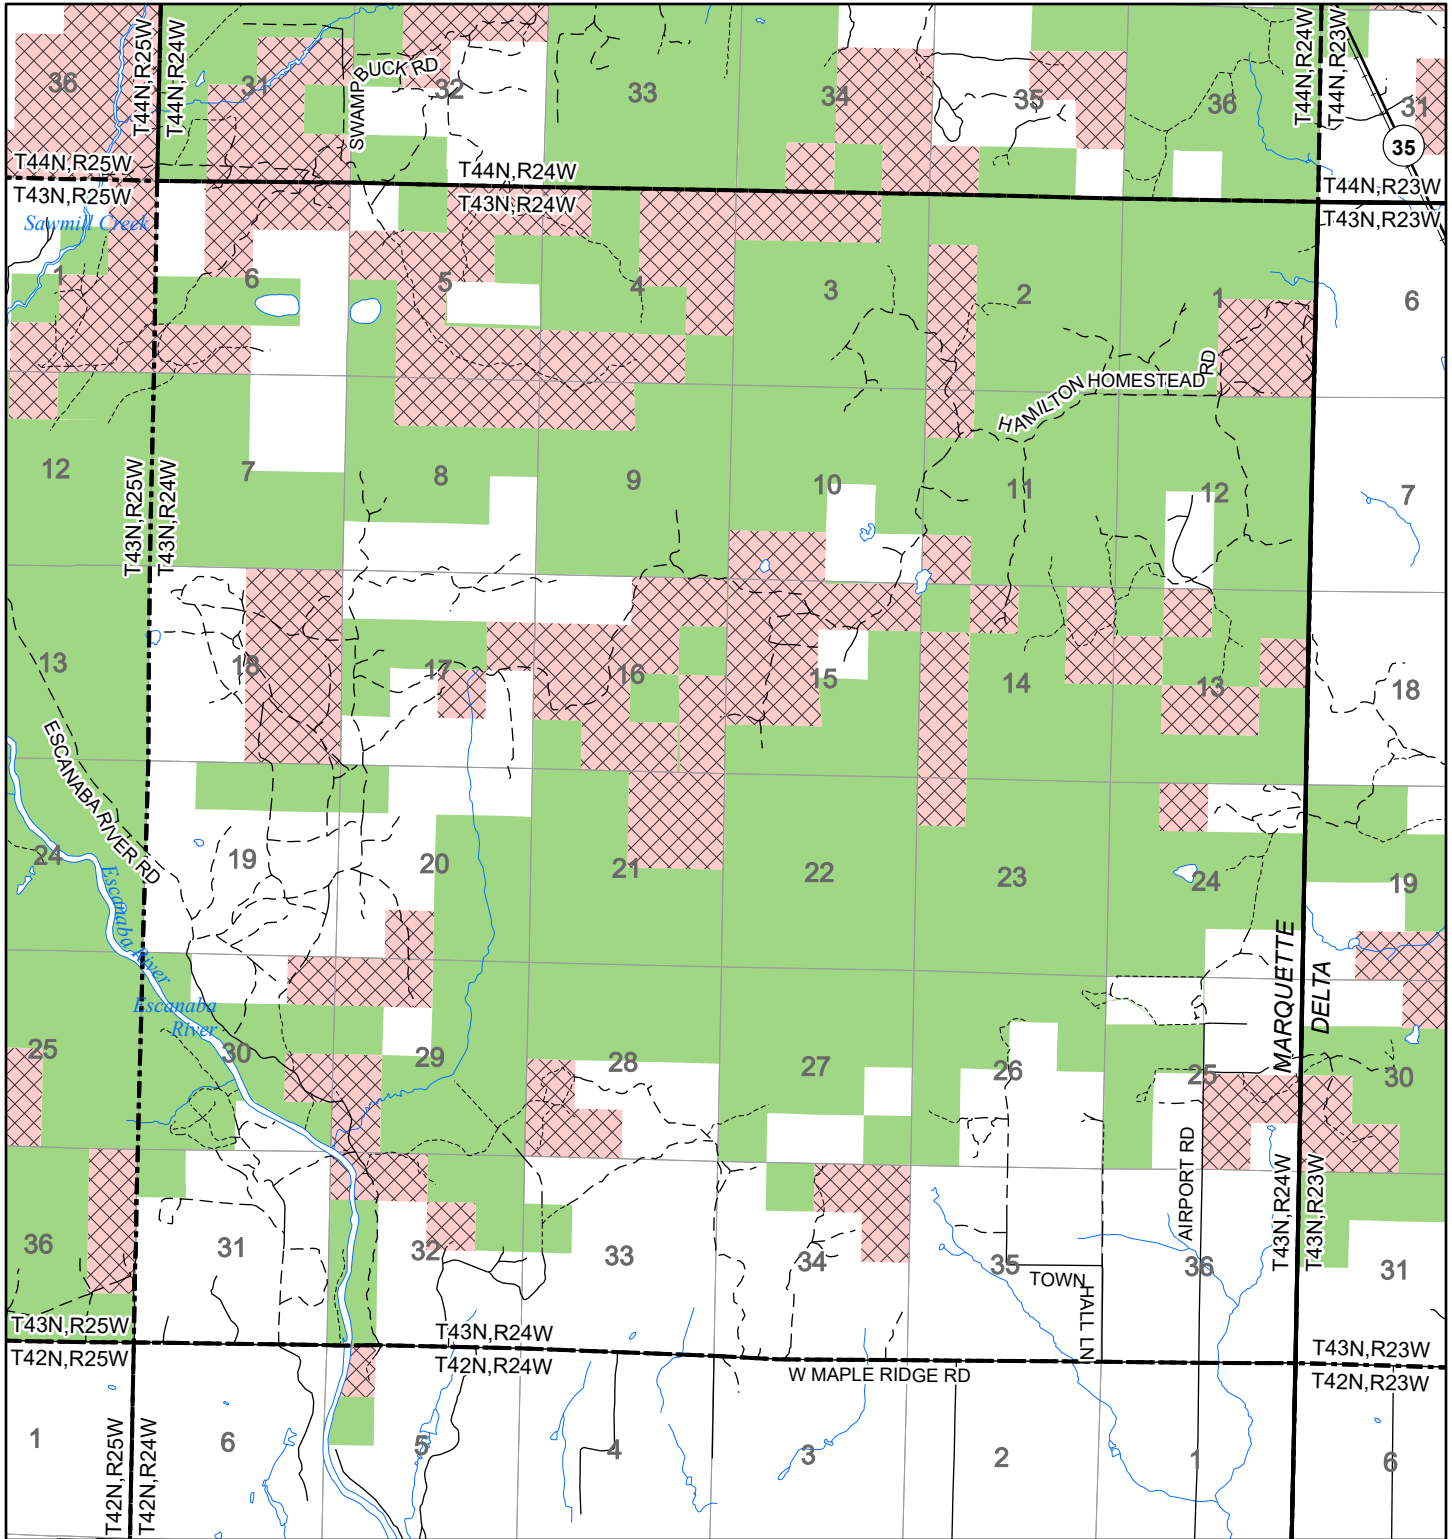 T44N,R25W
T44N,R24W
T44N,R24W
T44N,R23W
36
31
SWAMP BUCK RD
32
33
34
35
36
31
35
T44N,R25W
T43N,R25W
T44N,R24W
T43N,R24W
T44N,R23W
T43N,R23W
Sawmill Creek
1
6
5
4
3
2
1
6
HAMILTON HOMESTEAD RD
12
7
8
9
10
11
12
7
T43N,R25W
T43N,R24W
13
18
17
16
15
14
13
18
ESCANABA RIVER RD
24
19
20
21
22
23
24
19
Escanaba River
Escanaba
River
MARQUETTE
DELTA
25
30
29
28
27
26
25
30
AIRPORT RD
T43N,R24W
T43N,R23W
36
31
32
33
34
35
36
31
TOWN HALL LN
T43N,R25W
T42N,R25W
T43N,R24W
T42N,R24W
W MAPLE RIDGE RD
T43N,R23W
T42N,R23W
1
6
5
4
3
2
1
6
T42N,R25W
T42N,R24W